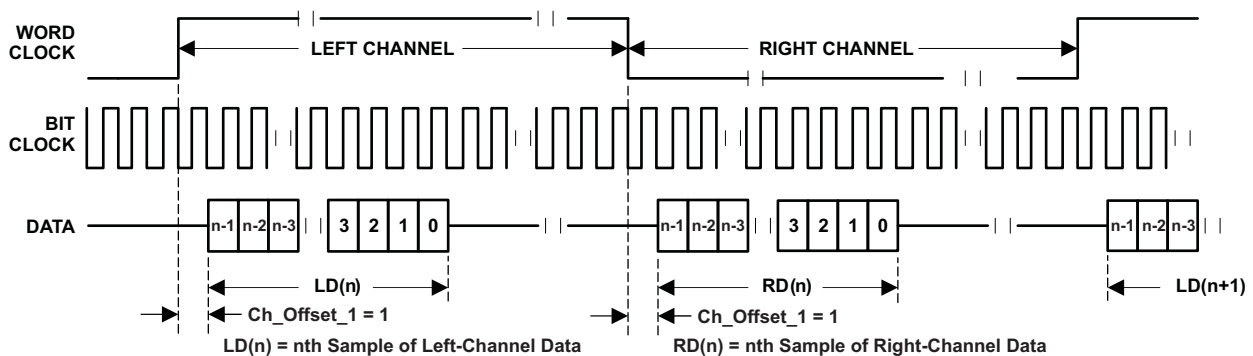 WORD
CLOCK
LEFT CHANNEL
RIGHT CHANNEL
BIT
CLOCK
DATA
n-1 n-2 n-3 3 2 1 0
n-1 n-2 n-3 3 2 1 0
n-1 n-2 n-3
LD(n)
RD(n)
LD(n+1)
Ch_Offset_1 = 1
Ch_Offset_1 = 1
LD(n) = nth Sample of Left-Channel Data
RD(n) = nth Sample of Right-Channel Data